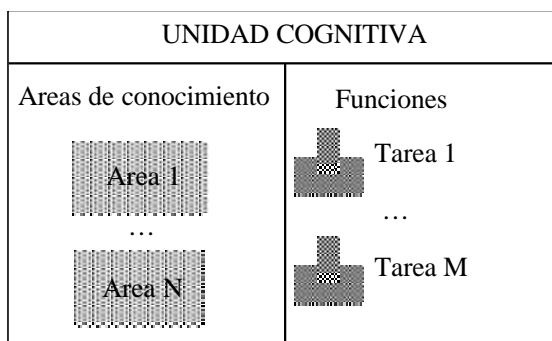 UNIDAD COGNITIVA
Areas de conocimiento
Area 1
…
Area N
Funciones
Tarea 1
…
Tarea M